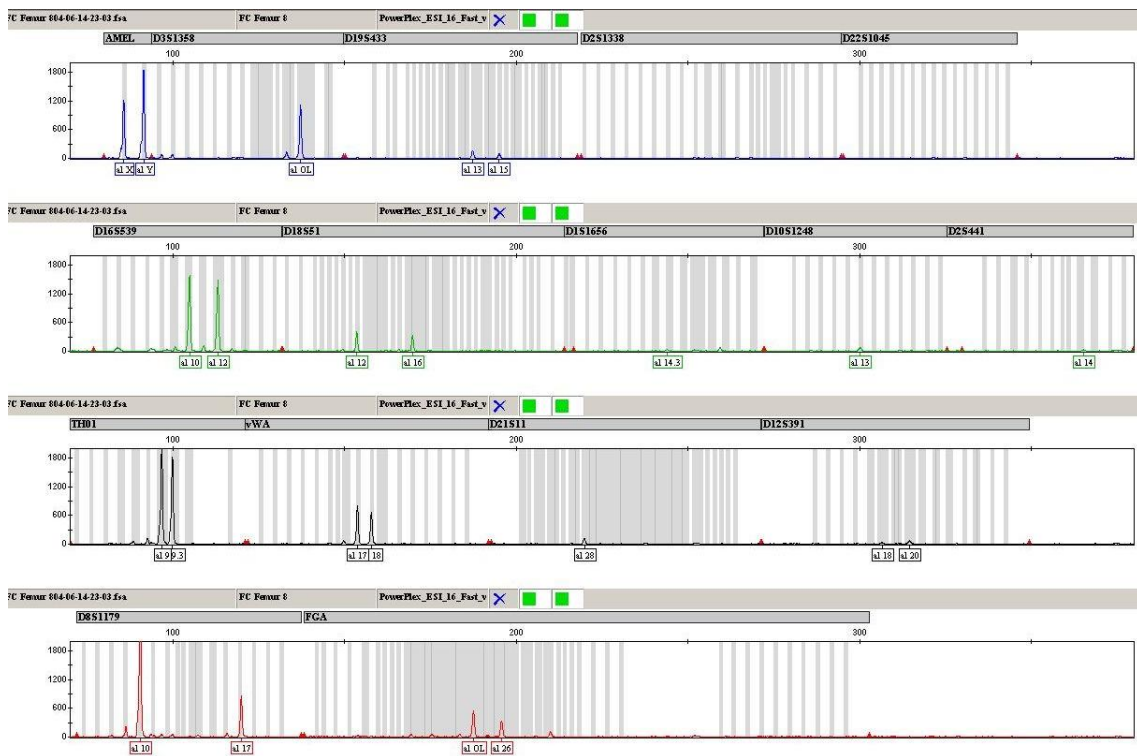 FC Femur 804-06-14-23-03.fsa FC Femur 8 PowerPlex_ESI_16_Fast_v
AMEL D3S1358 D19S433 D2S1338 D22S1045
100 200 300
1800
1200
600
0
al X al Y al OL al 13 al 15
FC Femur 804-06-14-23-03.fsa FC Femur 8 PowerPlex_ESI_16_Fast_v
D16S539 D18S51 D1S1656 D10S1248 D2S441
100 200 300
1800
1200
600
0
al 10 al 12 al 12 al 16 al 14.3 al 13 al 14
FC Femur 804-06-14-23-03.fsa FC Femur 8 PowerPlex_ESI_16_Fast_v
TH01 vWA D21S11 D12S391
100 200 300
1800
1200
600
0
al 9 9.3 al 17 18 al 28 al 18 al 20
FC Femur 804-06-14-23-03.fsa FC Femur 8 PowerPlex_ESI_16_Fast_v
D8S1179 FGA
100 200 300
1800
1200
600
0
al 10 al 17 al OL al 26